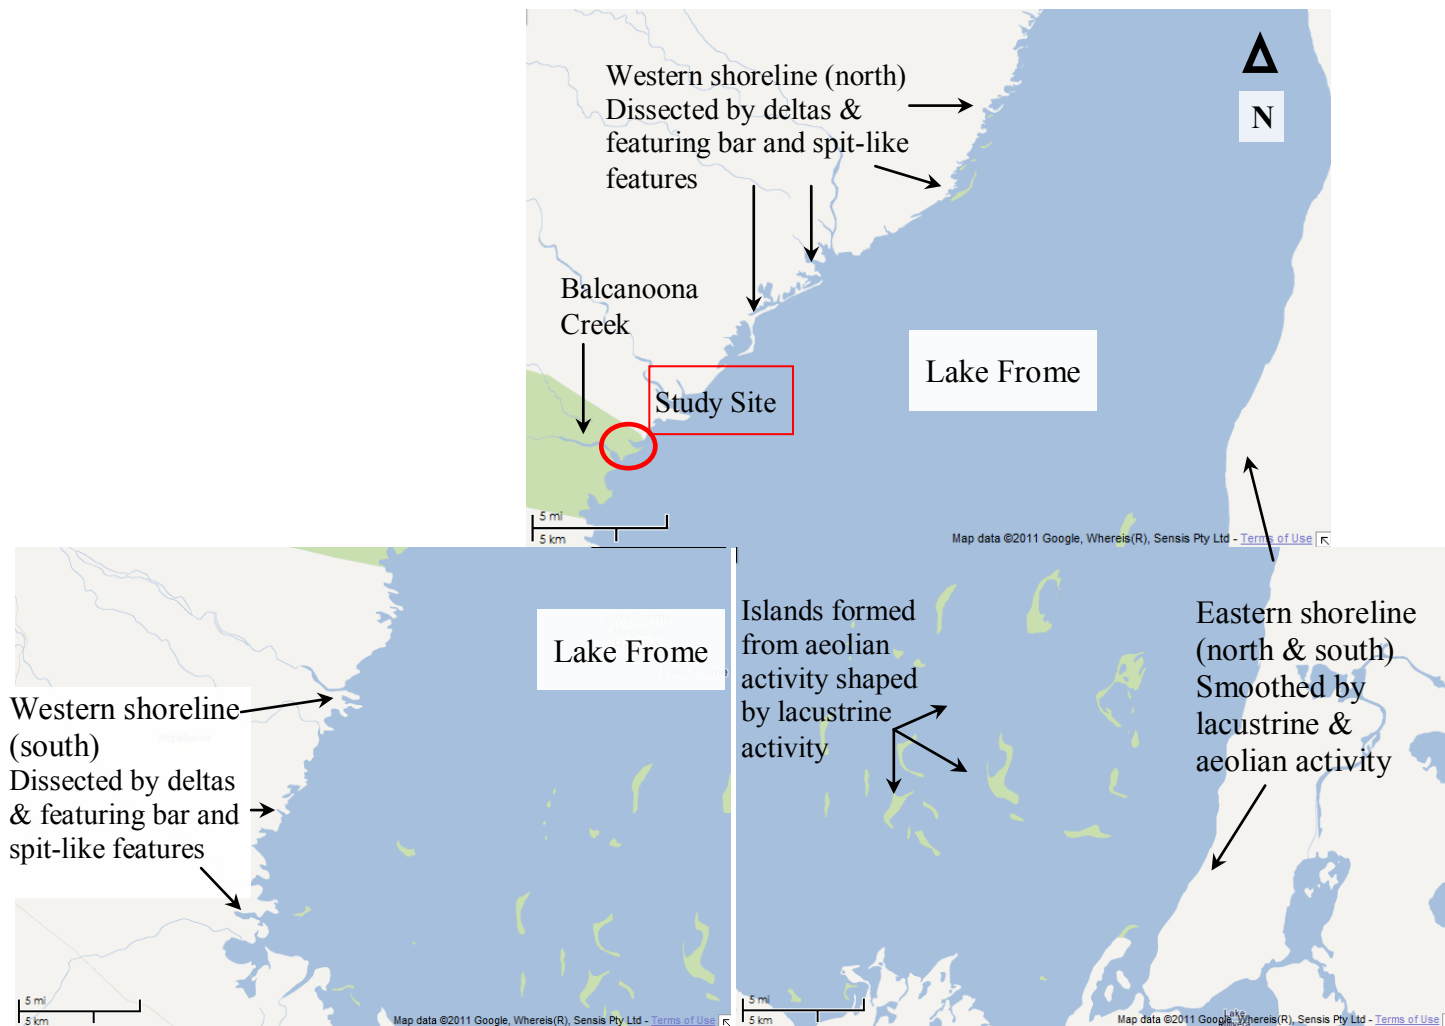 Western shoreline (north)
Dissected by deltas &
featuring bar and spit-like
features
N
Balcanoona
Creek
Lake Frome
Study Site
5 mi
5 km
Map data ©2011 Google, Whereis(R), Sensis Pty Ltd - Terms of Use
Lake Frome
Western shoreline
(south)
Dissected by deltas
& featuring bar and
spit-like features
5 mi
5 km
Map data ©2011 Google, Whereis(R), Sensis Pty Ltd - Terms of Use
Islands formed
from aeolian
activity shaped
by lacustrine
activity
Eastern shoreline
(north & south)
Smoothed by
lacustrine &
aeolian activity
5 mi
5 km
Lake
Map data ©2011 Google, Whereis(R), Sensis Pty Ltd - Terms of Use